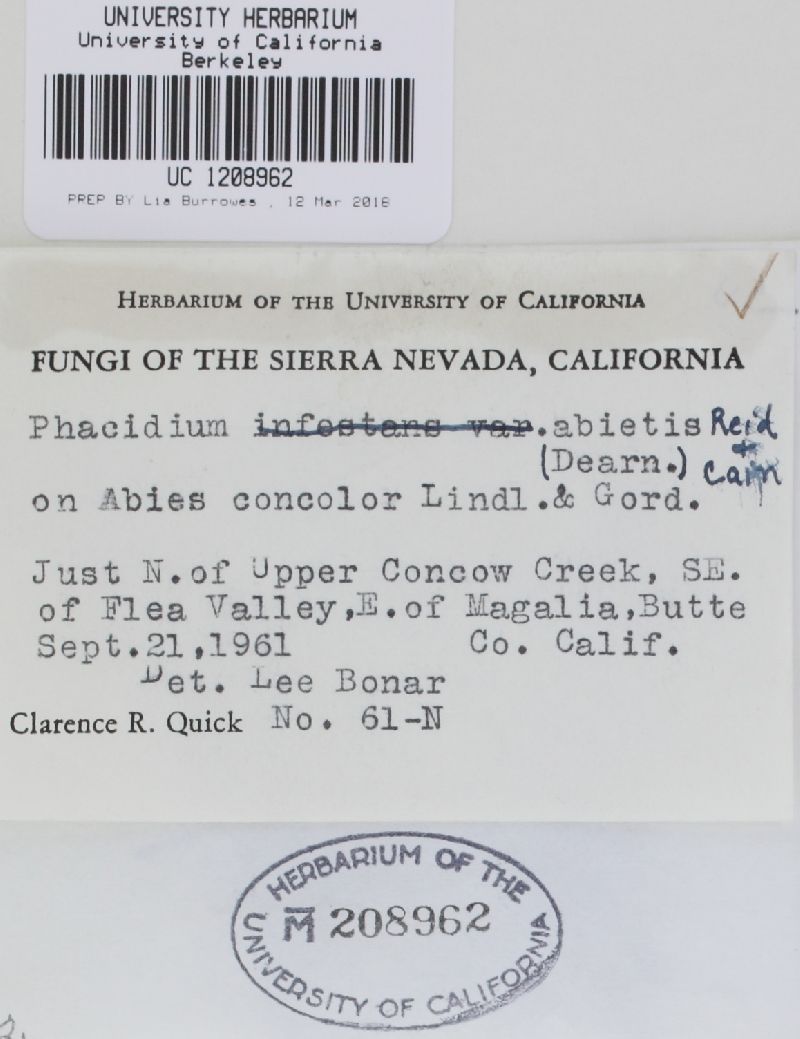 UNIVERSITY HERBARIUM
University of California
Berkeley
UC 1208962
PREP BY Lia Burrowes . 12 Mar 2018
HERBARIUM OF THE UNIVERSITY OF CALIFORNIA
FUNGI OF THE SIERRA NEVADA, CALIFORNIA
Phacidium infestans var.abietis Reid
(Dearn.) + Cain
on Abies concolor Lindl.& Gord.
Just N.of Upper Concow Creek, SE.
of Flea Valley,E.of Magalia,Butte
Sept.21,1961 Co. Calif.
Det. Lee Bonar
Clarence R. Quick No. 61-N
HERBARIUM OF THE
M 208962
UNIVERSITY OF CALIFORNIA